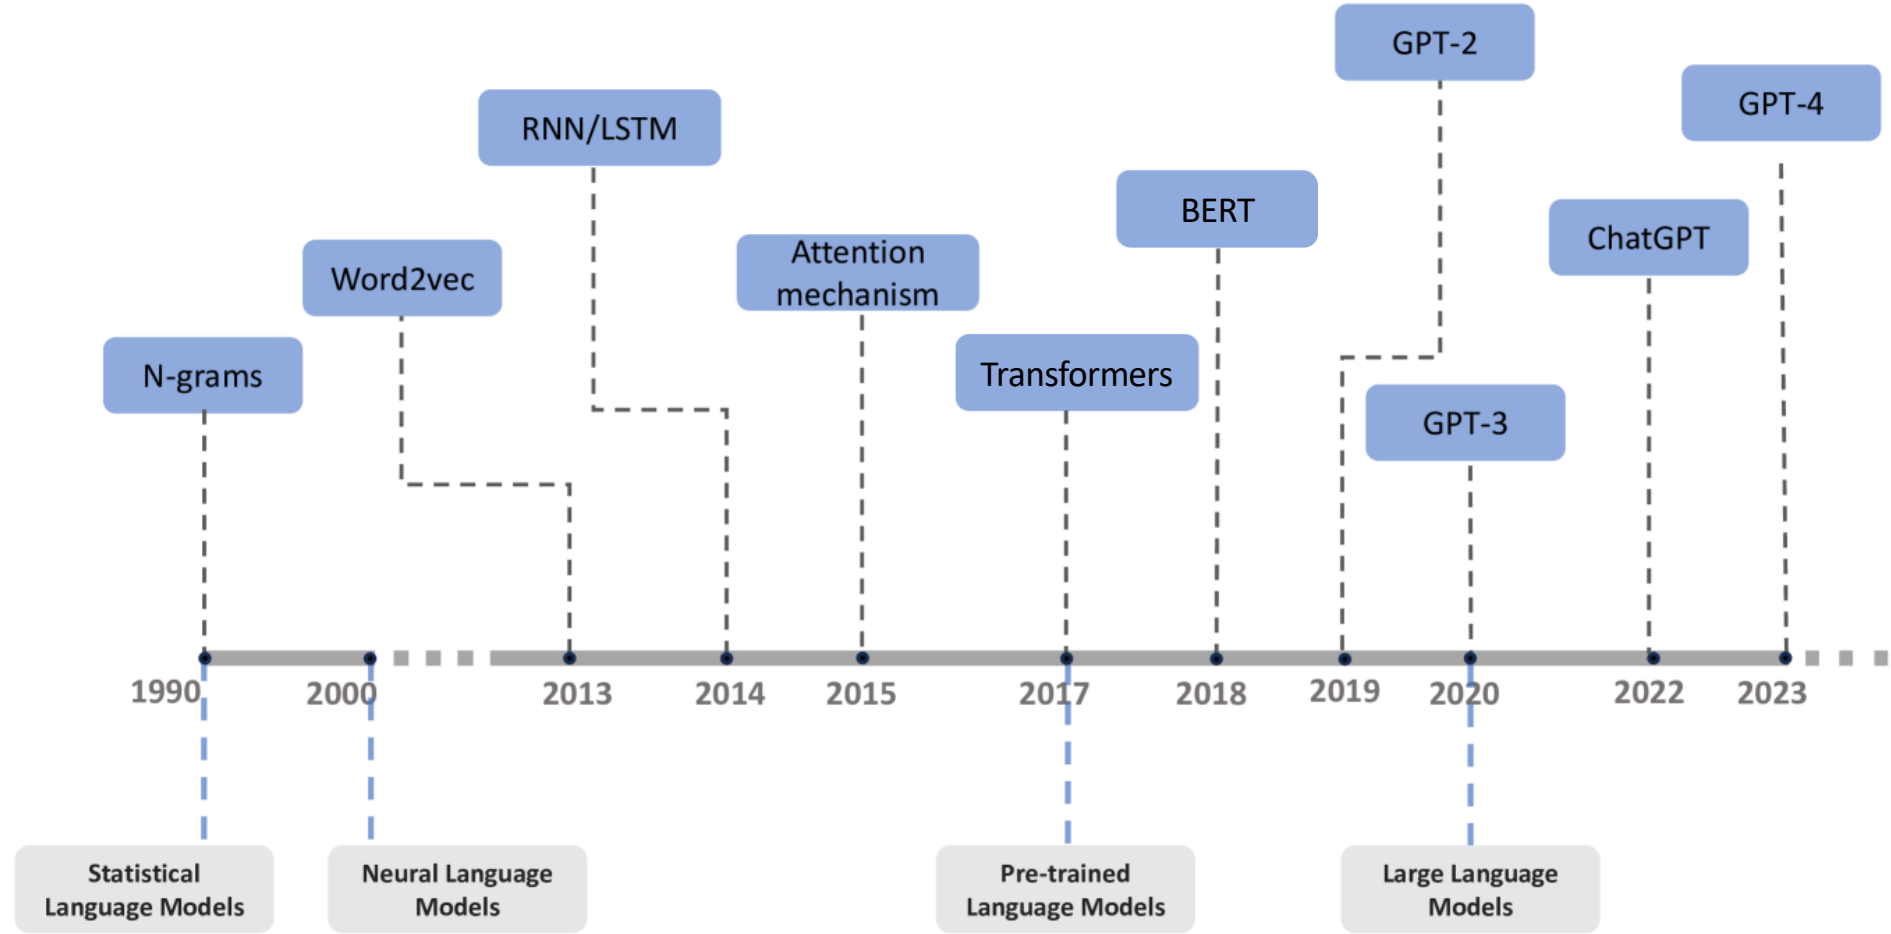 GPT-2
GPT-4
RNN/LSTM
BERT
ChatGPT
Attention
mechanism
Word2vec
Transformers
N-grams
GPT-3
1990
2000
2013
2014
2015
2017
2018
2019
2020
2022
2023
Statistical
Language Models
Neural Language
Models
Pre-trained
Language Models
Large Language
Models